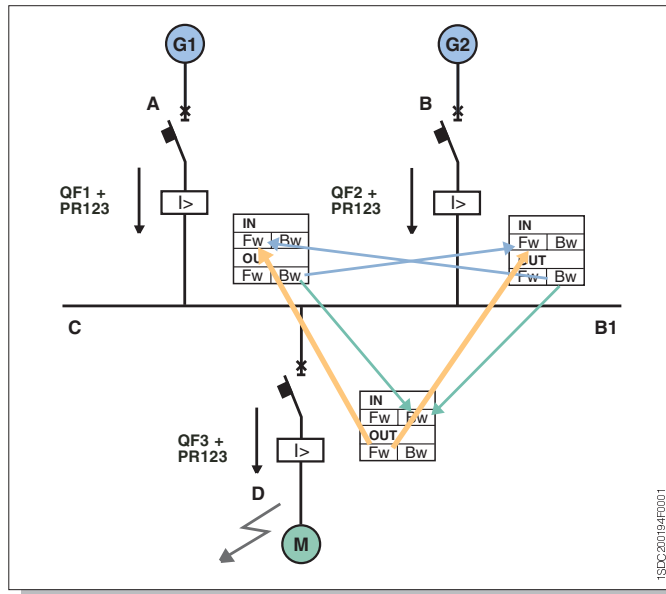 G1
G2
A
B
QF1 +
PR123
I>
QF2 +
PR123
I>
IN
Fw Bw
OUT
Fw Bw
IN
Fw Bw
OUT
Fw Bw
C
B1
IN
Fw Bw
OUT
Fw Bw
QF3 +
PR123
I>
D
M
1SDC200194F0001